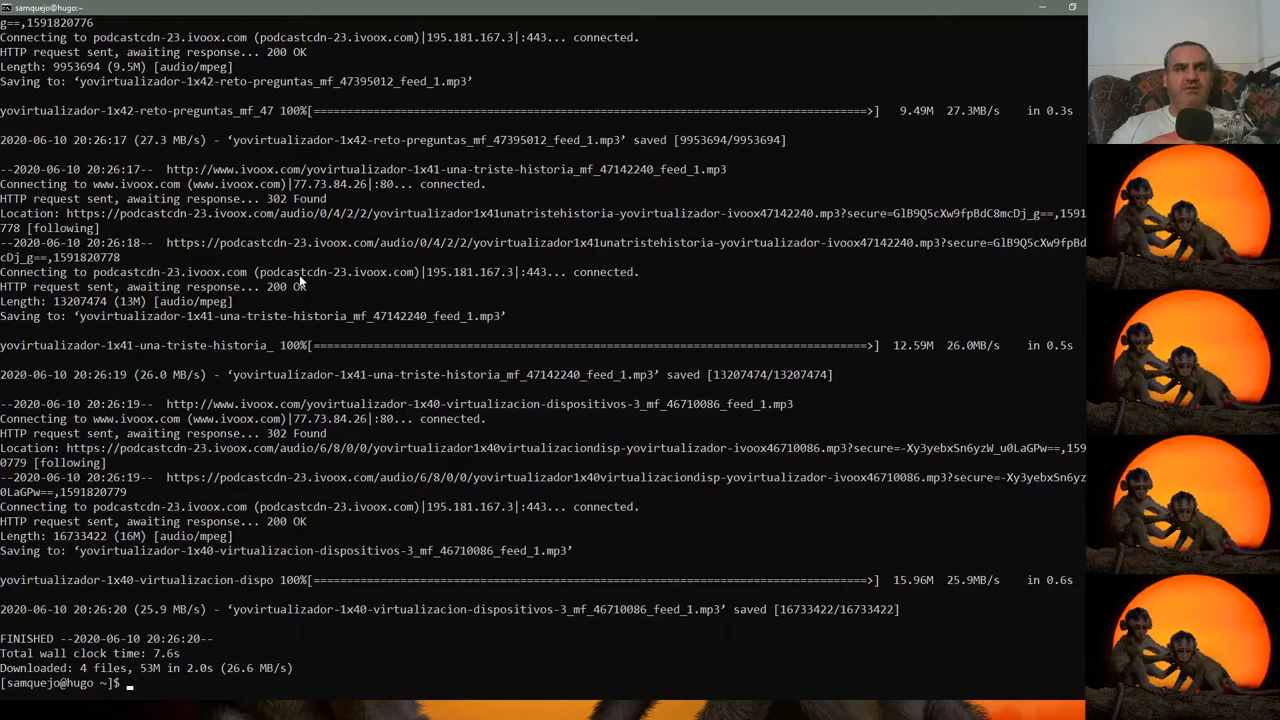 samquejo@hugo:~
g==,1591820776
Connecting to podcastcdn-23.ivoox.com (podcastcdn-23.ivoox.com)|195.181.167.3|:443... connected.
HTTP request sent, awaiting response... 200 OK
Length: 9953694 (9.5M) [audio/mpeg]
Saving to: ‘yovirtualizador-1x42-reto-preguntas_mf_47395012_feed_1.mp3’
yovirtualizador-1x42-reto-preguntas_mf_47 100%[===================================================================================>] 9.49M 27.3MB/s in 0.3s
2020-06-10 20:26:17 (27.3 MB/s) - ‘yovirtualizador-1x42-reto-preguntas_mf_47395012_feed_1.mp3’ saved [9953694/9953694]
--2020-06-10 20:26:17-- http://www.ivoox.com/yovirtualizador-1x41-una-triste-historia_mf_47142240_feed_1.mp3
Connecting to www.ivoox.com (www.ivoox.com)|77.73.84.26|:80... connected.
HTTP request sent, awaiting response... 302 Found
Location: https://podcastcdn-23.ivoox.com/audio/0/4/2/2/yovirtualizador1x41unatristehistoria-yovirtualizador-ivoox47142240.mp3?secure=GlB9Q5cXw9fpBdC8mcDj_g==,1591
778 [following]
--2020-06-10 20:26:18-- https://podcastcdn-23.ivoox.com/audio/0/4/2/2/yovirtualizador1x41unatristehistoria-yovirtualizador-ivoox47142240.mp3?secure=GlB9Q5cXw9fpBd
cDj_g==,1591820778
Connecting to podcastcdn-23.ivoox.com (podcastcdn-23.ivoox.com)|195.181.167.3|:443... connected.
HTTP request sent, awaiting response... 200 OK
Length: 13207474 (13M) [audio/mpeg]
Saving to: ‘yovirtualizador-1x41-una-triste-historia_mf_47142240_feed_1.mp3’
yovirtualizador-1x41-una-triste-historia_ 100%[===================================================================================>] 12.59M 26.0MB/s in 0.5s
2020-06-10 20:26:19 (26.0 MB/s) - ‘yovirtualizador-1x41-una-triste-historia_mf_47142240_feed_1.mp3’ saved [13207474/13207474]
--2020-06-10 20:26:19-- http://www.ivoox.com/yovirtualizador-1x40-virtualizacion-dispositivos-3_mf_46710086_feed_1.mp3
Connecting to www.ivoox.com (www.ivoox.com)|77.73.84.26|:80... connected.
HTTP request sent, awaiting response... 302 Found
Location: https://podcastcdn-23.ivoox.com/audio/6/8/0/0/yovirtualizador1x40virtualizaciondisp-yovirtualizador-ivoox46710086.mp3?secure=-Xy3yebxSn6yzW_u0LaGPw==,159
0779 [following]
--2020-06-10 20:26:19-- https://podcastcdn-23.ivoox.com/audio/6/8/0/0/yovirtualizador1x40virtualizaciondisp-yovirtualizador-ivoox46710086.mp3?secure=-Xy3yebxSn6yz
0LaGPw==,1591820779
Connecting to podcastcdn-23.ivoox.com (podcastcdn-23.ivoox.com)|195.181.167.3|:443... connected.
HTTP request sent, awaiting response... 200 OK
Length: 16733422 (16M) [audio/mpeg]
Saving to: ‘yovirtualizador-1x40-virtualizacion-dispositivos-3_mf_46710086_feed_1.mp3’
yovirtualizador-1x40-virtualizacion-dispo 100%[===================================================================================>] 15.96M 25.9MB/s in 0.6s
2020-06-10 20:26:20 (25.9 MB/s) - ‘yovirtualizador-1x40-virtualizacion-dispositivos-3_mf_46710086_feed_1.mp3’ saved [16733422/16733422]
FINISHED --2020-06-10 20:26:20--
Total wall clock time: 7.6s
Downloaded: 4 files, 53M in 2.0s (26.6 MB/s)
[samquejo@hugo ~]$